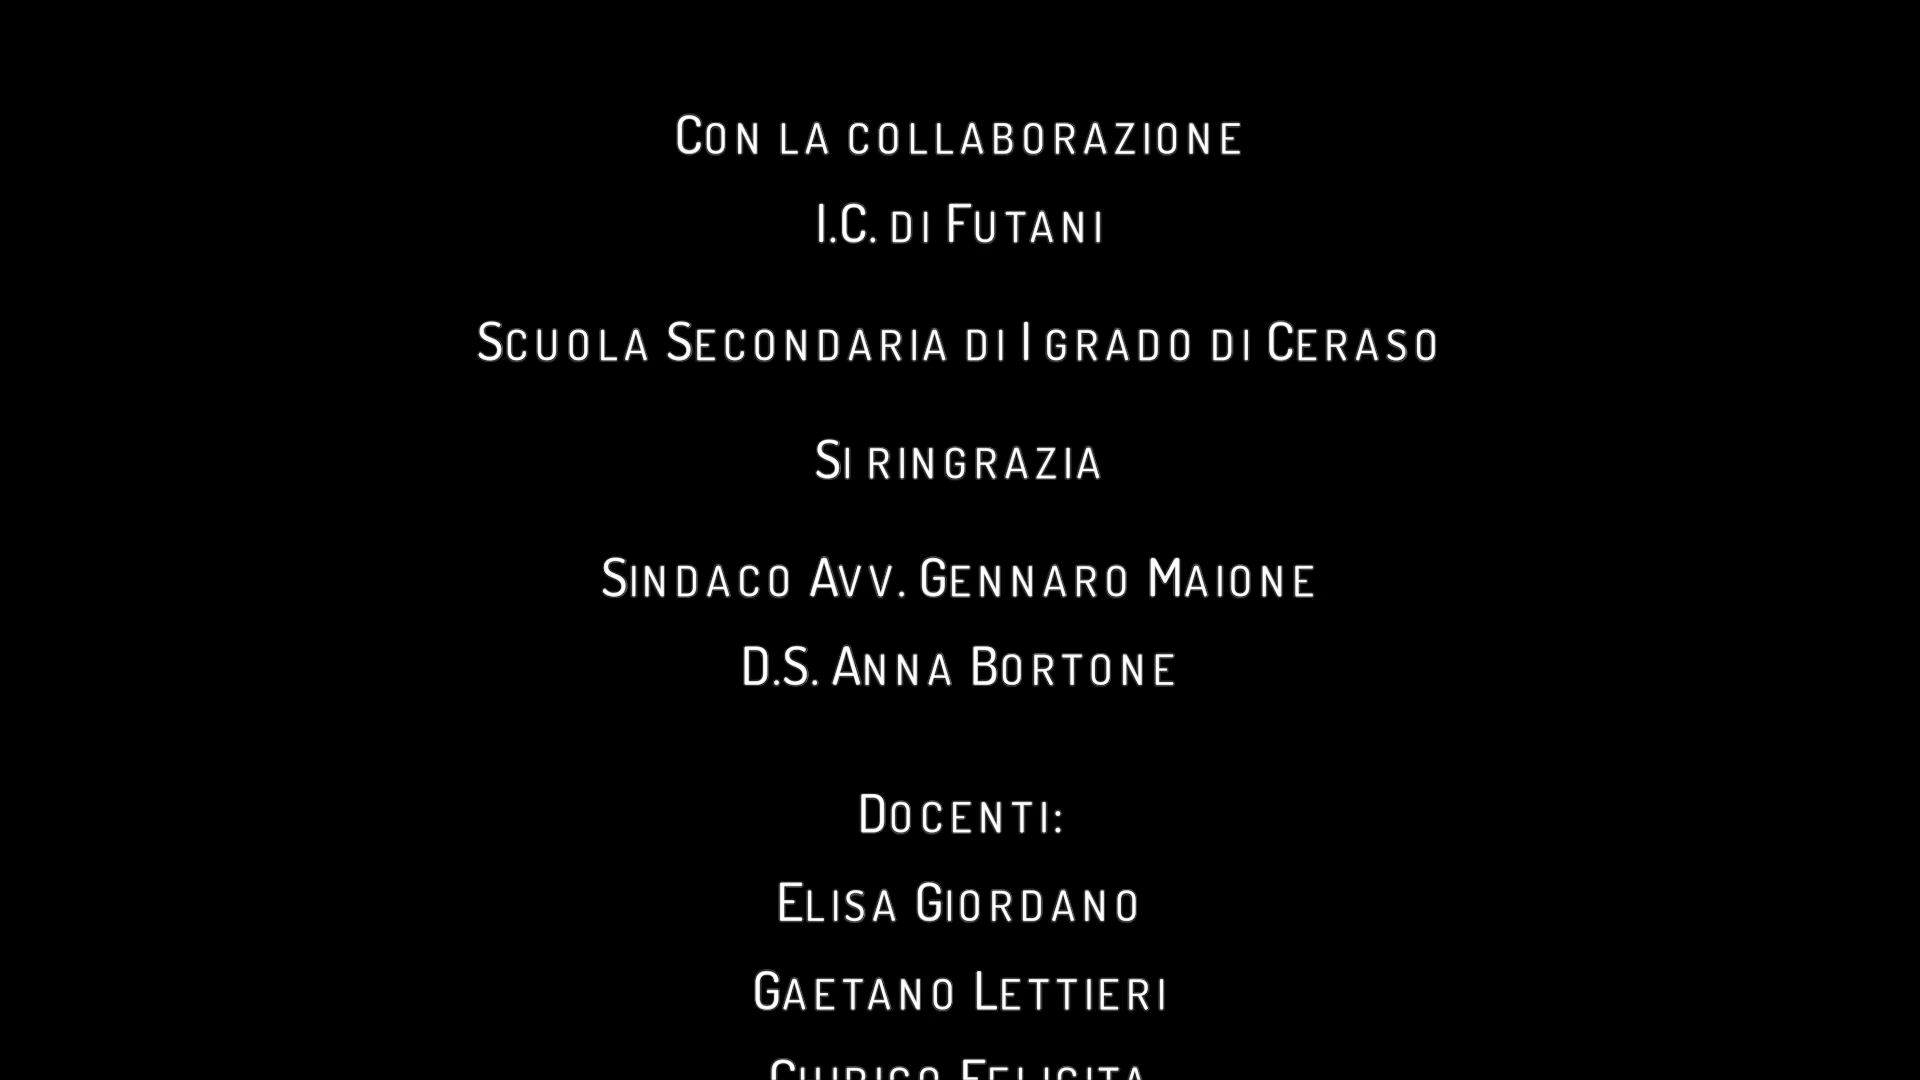 Con la collaborazione
I.C. di Futani
Scuola Secondaria di I grado di Ceraso
Si ringrazia
Sindaco Avv. Gennaro Maione
D.S. Anna Bortone
Docenti:
Elisa Giordano
Gaetano Lettieri
Felicita